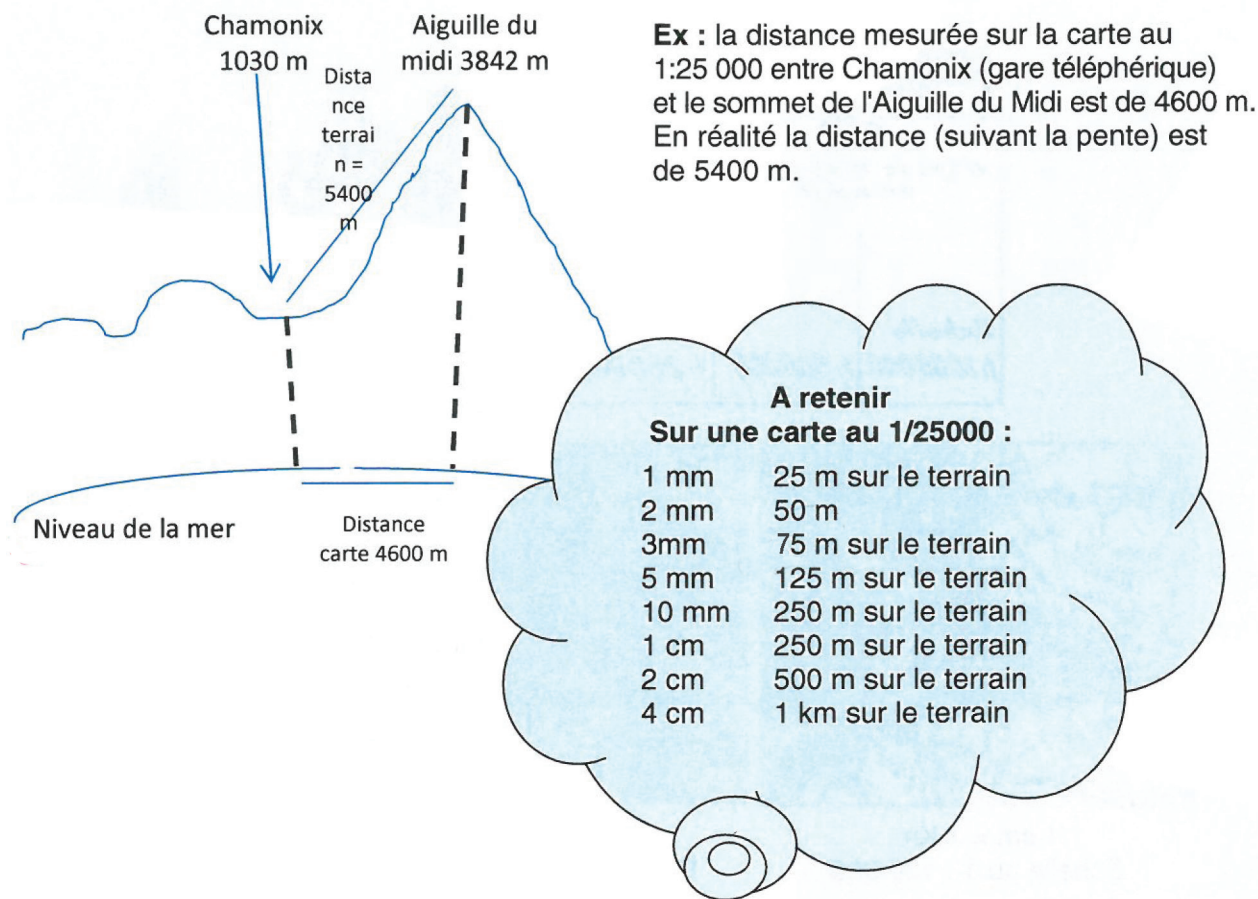 Chamonix
1030 m
Aiguille du
midi 3842 m
Dista
nce
terrai
n =
5400
m
Ex : la distance mesurée sur la carte au
1:25 000 entre Chamonix (gare téléphérique)
et le sommet de l'Aiguille du Midi est de 4600 m.
En réalité la distance (suivant la pente) est
de 5400 m.
Niveau de la mer
Distance
carte 4600 m
A retenir
Sur une carte au 1/25000 :
1 mm 25 m sur le terrain
2 mm 50 m
3mm 75 m sur le terrain
5 mm 125 m sur le terrain
10 mm 250 m sur le terrain
1 cm 250 m sur le terrain
2 cm 500 m sur le terrain
4 cm 1 km sur le terrain